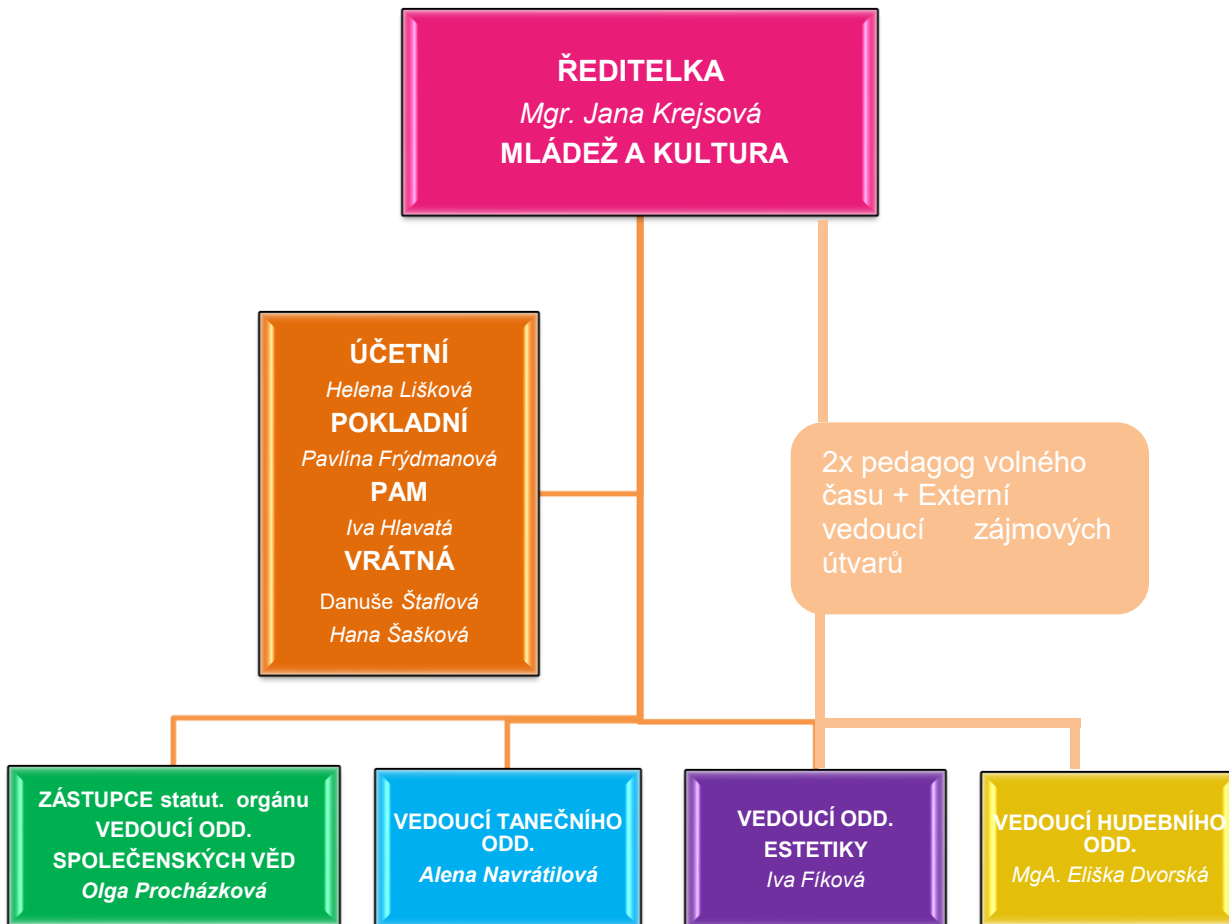 ŘEDITELKA
Mgr. Jana Krejsová
MLÁDEŽ A KULTURA
ÚČETNÍ
Helena Lišková
POKLADNÍ
Pavlína Frýdmanová
PAM
Iva Hlavatá
VRÁTNÁ
Danuše Štaflová
Hana Šašková
2x pedagog volného
času + Externí
vedoucí zájmových
útvarů
ZÁSTUPCE statut. orgánu
VEDOUCÍ ODD.
SPOLEČENSKÝCH VĚD
Olga Procházková
VEDOUCÍ TANEČNÍHO
ODD.
Alena Navrátilová
VEDOUCÍ ODD.
ESTETIKY
Iva Fíková
VEDOUCÍ HUDEBNÍHO
ODD.
MgA. Eliška Dvorská